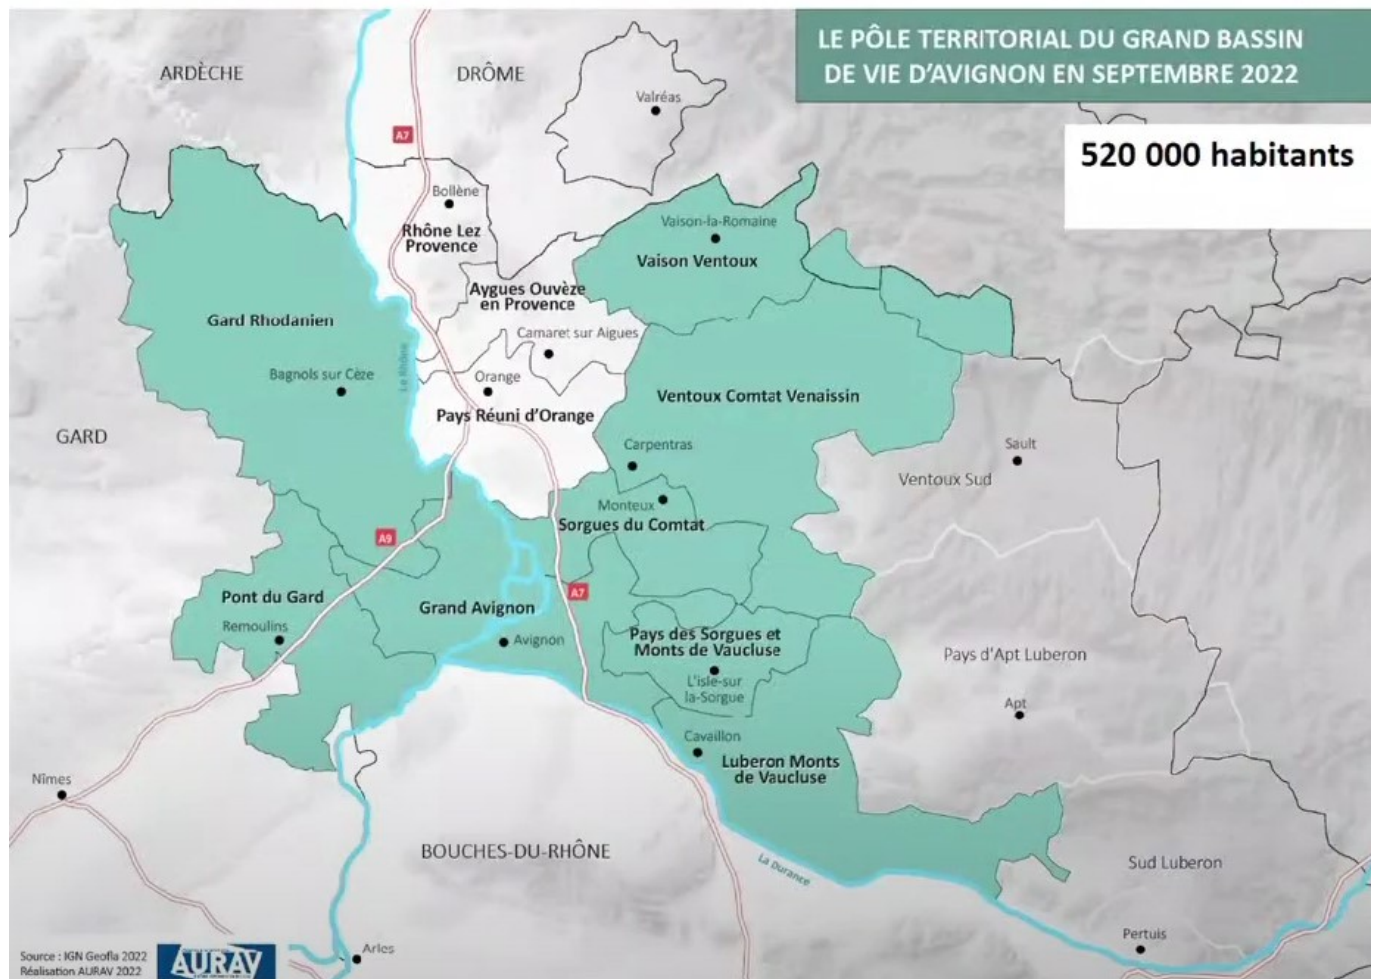 LE PÔLE TERRITORIAL DU GRAND BASSIN
DE VIE D'AVIGNON EN SEPTEMBRE 2022
520 000 habitants
ARDÈCHE
DRÔME
Valréas
A7
Bollène
Rhône Lez
Provence
Vaison-la-Romaine
Vaison Ventoux
Aygues Ouvèze
en Provence
Gard Rhodanien
Camaret sur Aigues
Le Rhône
Bagnols sur Cèze
Orange
Pays Réuni d'Orange
Ventoux Comtat Venaissin
GARD
Carpentras
Sault
Ventoux Sud
Monteux
Sorgues du Comtat
A9
A7
Pont du Gard
Remoulins
Grand Avignon
Avignon
Pays des Sorgues et
Monts de Vaucluse
L'isle-sur
la-Sorgue
Pays d'Apt Luberon
Apt
Cavaillon
Luberon Monts
de Vaucluse
Nîmes
BOUCHES-DU-RHÔNE
La Durance
Sud Luberon
Pertuis
Arles
Source : IGN Geofla 2022
Réalisation AURAV 2022
AURAV